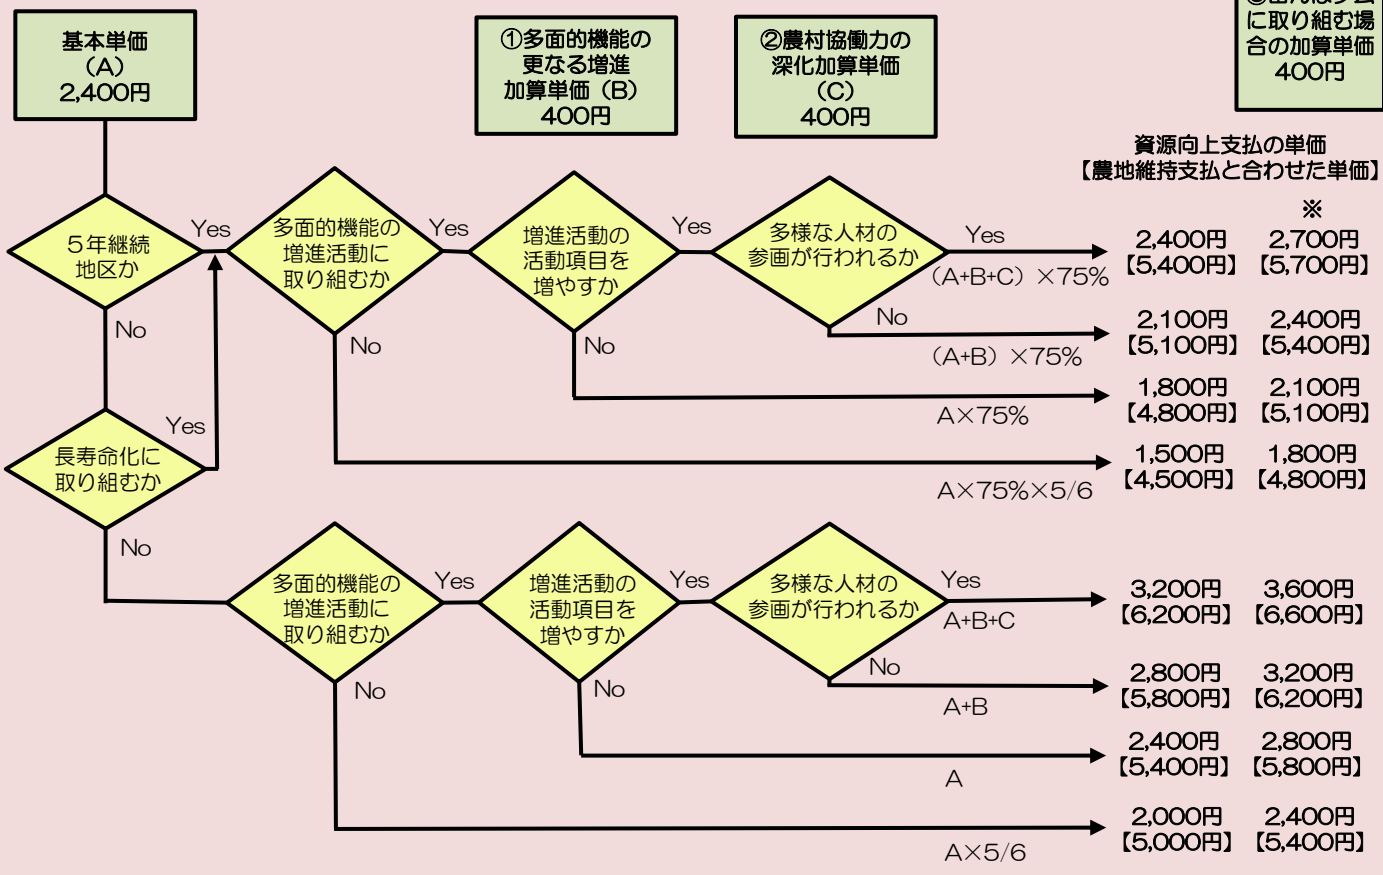 基本単価
（A）
2,400円
①多面的機能の
更なる増進
加算単価（B）
400円
②農村協働力の
深化加算単価
（C）
400円
に取り組む場
合の加算単価
400円
資源向上支払の単価
【農地維持支払と合わせた単価】
※
５年継続
地区か
Yes
No
多面的機能の
増進活動に
取り組むか
Yes
No
増進活動の
活動項目を
増やすか
Yes
No
多様な人材の
参画が行われるか
Yes
（A+B+C）×75%
No
（A+B）×75%
A×75%
A×75%×5/6
2,400円 2,700円
【5,400円】 【5,700円】
2,100円 2,400円
【5,100円】 【5,400円】
1,800円 2,100円
【4,800円】 【5,100円】
1,500円 1,800円
【4,500円】 【4,800円】
長寿命化に
取り組むか
Yes
No
多面的機能の
増進活動に
取り組むか
Yes
No
増進活動の
活動項目を
増やすか
Yes
No
多様な人材の
参画が行われるか
Yes
A+B+C
No
A+B
A
A×5/6
3,200円 3,600円
【6,200円】 【6,600円】
2,800円 3,200円
【5,800円】 【6,200円】
2,400円 2,800円
【5,400円】 【5,800円】
2,000円 2,400円
【5,000円】 【5,400円】